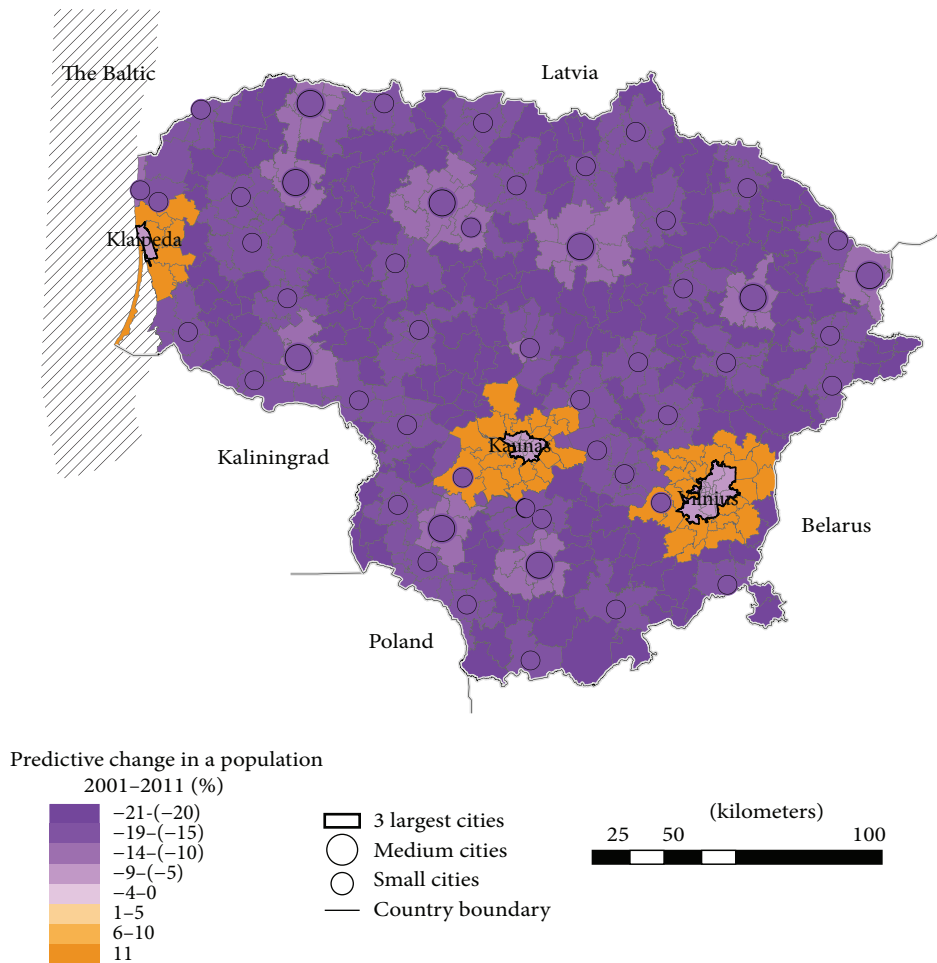 The Baltic
Latvia
Klaipeda
Kaunas
Kaliningrad
Vilnius
Belarus
Poland
Predictive change in a population
2001–2011 (%)
−21-(−20)
−19–(−15)
−14–(−10)
−9–(−5)
−4–0
1–5
6–10
11
3 largest cities
Medium cities
Small cities
Country boundary
(kilometers)
25 50 100